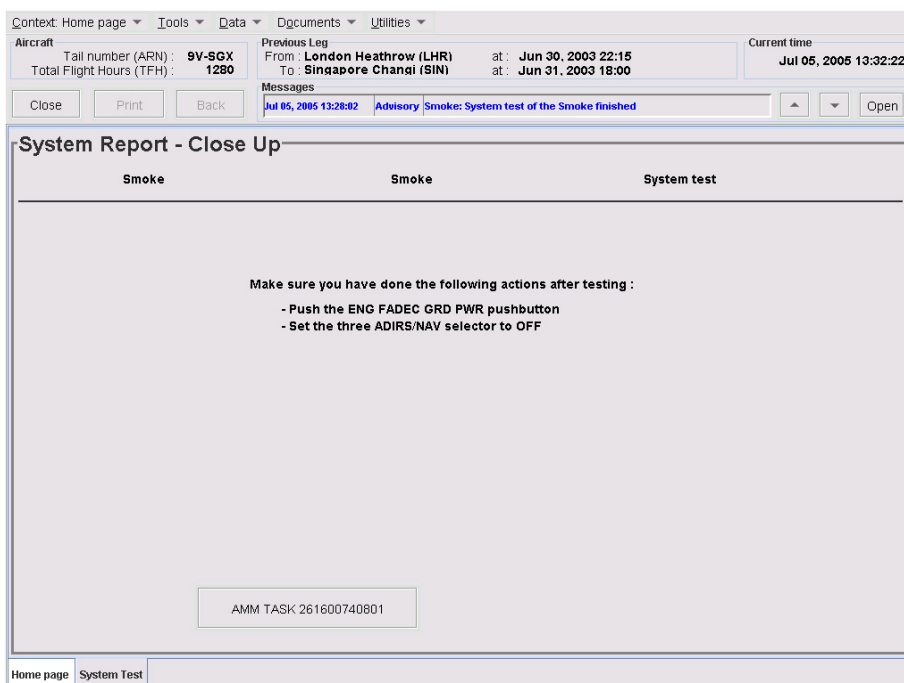 Context: Home page Tools Data Documents Utilities
Aircraft
Tail number (ARN) : 9V-SGX
Total Flight Hours (TFH) : 1280
Previous Leg
From : London Heathrow (LHR) at : Jun 30, 2003 22:15
To : Singapore Changi (SIN) at : Jun 31, 2003 18:00
Current time
Jul 05, 2005 13:32:22
Close Print Back
Messages
Jul 05, 2005 13:28:02 Advisory Smoke: System test of the Smoke finished
Open
System Report - Close Up
Smoke Smoke System test
Make sure you have done the following actions after testing :
- Push the ENG FADEC GRD PWR pushbutton
- Set the three ADIRS/NAV selector to OFF
AMM TASK 261600740801
Home page System Test